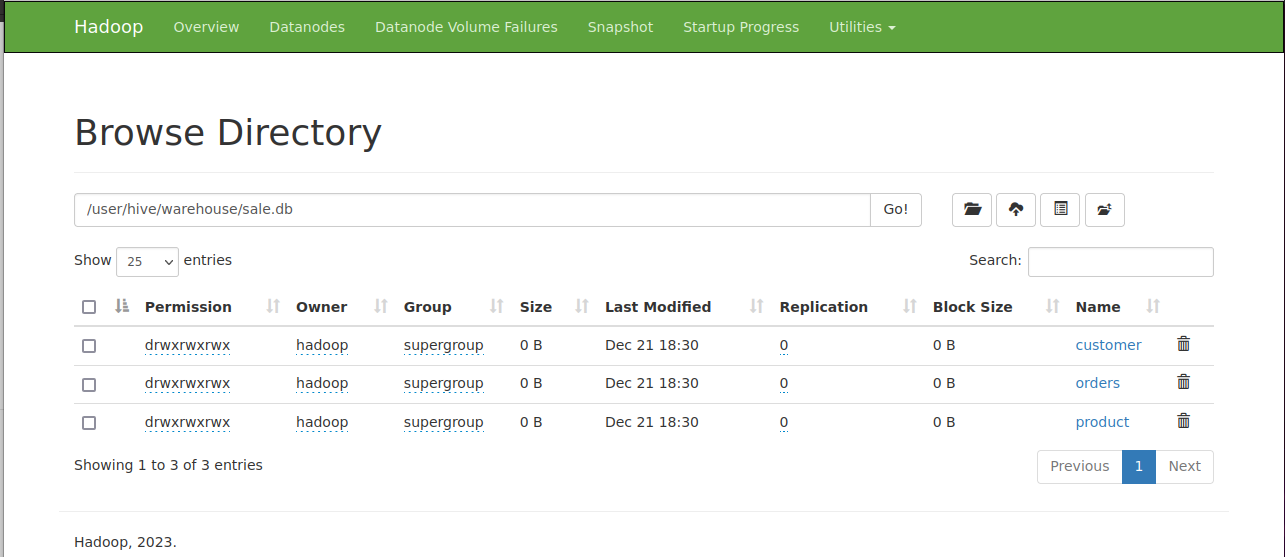 Hadoop Overview Datanodes Datanode Volume Failures Snapshot Startup Progress Utilities
Browse Directory
/user/hive/warehouse/sale.db Go!
Show 25 entries Search:
Permission Owner Group Size Last Modified Replication Block Size Name
drwxrwxrwx hadoop supergroup 0 B Dec 21 18:30 0 0 B customer
drwxrwxrwx hadoop supergroup 0 B Dec 21 18:30 0 0 B orders
drwxrwxrwx hadoop supergroup 0 B Dec 21 18:30 0 0 B product
Showing 1 to 3 of 3 entries Previous 1 Next
Hadoop, 2023.